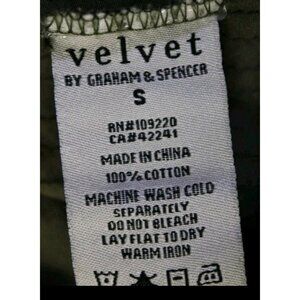 velvet
BY GRAHAM & SPENCER
S
RN#109220
CA#42241
MADE IN CHINA
100% COTTON
MACHINE WASH COLD
SEPARATELY
DO NOT BLEACH
LAY FLAT TO DRY
WARM IRON